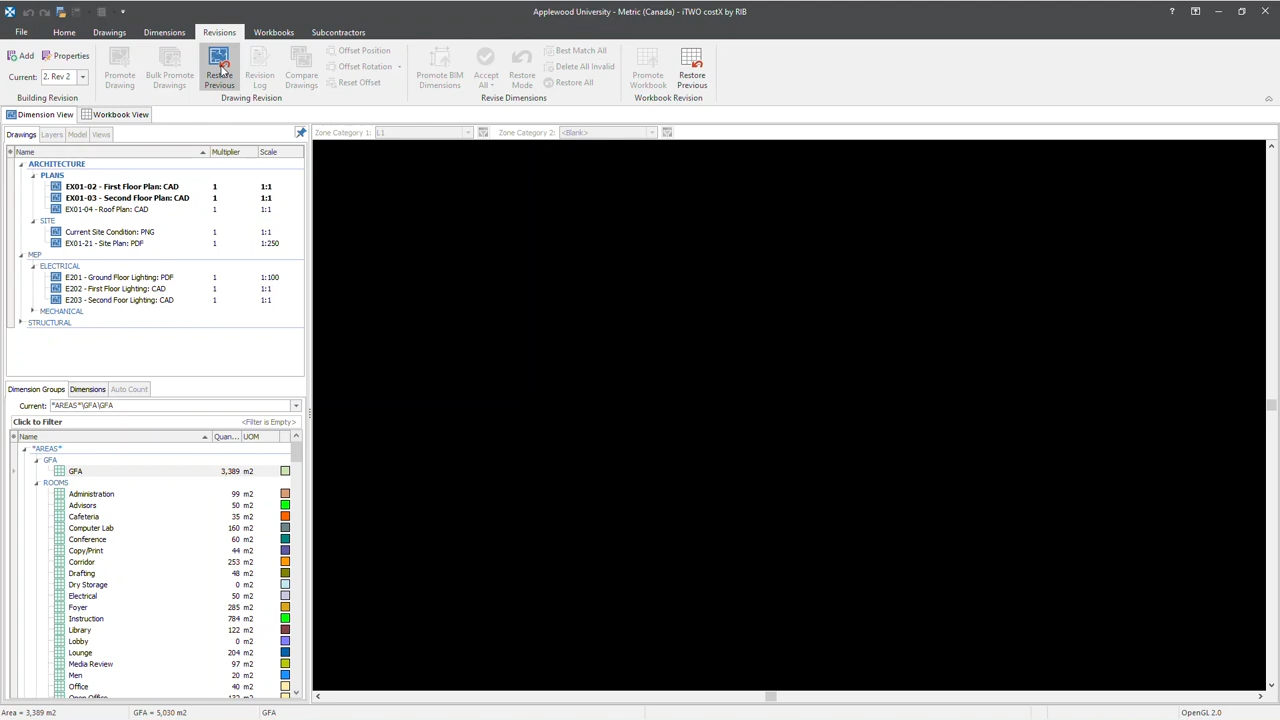 Applewood University - Metric (Canada) - iTWO costX by RIB
File Home Drawings Dimensions Revisions Workbooks Subcontractors
Add Properties
Current: 2. Rev 2
Building Revision
Promote Drawing
Bulk Promote Drawings
Restore Previous
Revision Log
Compare Drawings
Offset Position
Offset Rotation
Reset Offset
Drawing Revision
Promote BIM Dimensions
Accept All
Restore Mode
Best Match All
Delete All Invalid
Restore All
Revise Dimensions
Promote Workbook
Restore Previous
Workbook Revision
Dimension View Workbook View
Drawings Layers Model Views
Zone Category 1: L1 Zone Category 2: <Blank>
Name Multiplier Scale
ARCHITECTURE
PLANS
EX01-02 - First Floor Plan: CAD 1 1:1
EX01-03 - Second Floor Plan: CAD 1 1:1
EX01-04 - Roof Plan: CAD 1 1:1
SITE
Current Site Condition: PNG 1 1:1
EX01-21 - Site Plan: PDF 1 1:250
MEP
ELECTRICAL
E201 - Ground Floor Lighting: PDF 1 1:100
E202 - First Floor Lighting: CAD 1 1:1
E203 - Second Foor Lighting: CAD 1 1:1
MECHANICAL
STRUCTURAL
Dimension Groups Dimensions Auto Count
Current: *AREAS*\GFA\GFA
Click to Filter <Filter is Empty>
Name Quan... UOM
*AREAS*
GFA
GFA 3,389 m2
ROOMS
Administration 99 m2
Advisors 50 m2
Cafeteria 35 m2
Computer Lab 160 m2
Conference 60 m2
Copy/Print 44 m2
Corridor 253 m2
Drafting 48 m2
Dry Storage 0 m2
Electrical 50 m2
Foyer 285 m2
Instruction 784 m2
Library 122 m2
Lobby 0 m2
Lounge 204 m2
Media Review 97 m2
Men 20 m2
Office 40 m2
Open Office 132 m2
Area = 3,389 m2 GFA = 5,030 m2 GFA OpenGL 2.0